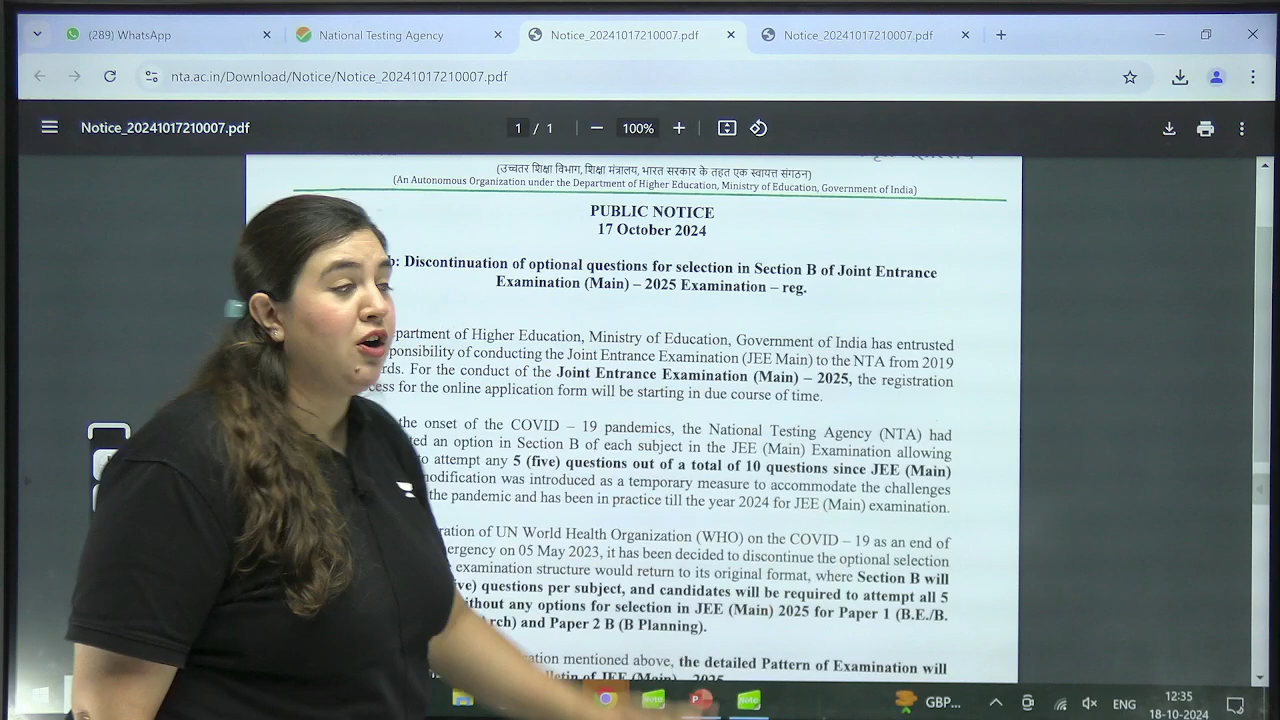 (289) WhatsApp
National Testing Agency
Notice_20241017210007.pdf
Notice_20241017210007.pdf
nta.ac.in/Download/Notice/Notice_20241017210007.pdf
Notice_20241017210007.pdf
1 / 1
100%
(उच्चतर शिक्षा विभाग, शिक्षा मंत्रालय, भारत सरकार के तहत एक स्वायत्त संगठन)
(An Autonomous Organization under the Department of Higher Education, Ministry of Education, Government of India)
PUBLIC NOTICE
17 October 2024
: Discontinuation of optional questions for selection in Section B of Joint Entrance
Examination (Main) – 2025 Examination – reg.
partment of Higher Education, Ministry of Education, Government of India has entrusted
ponsibility of conducting the Joint Entrance Examination (JEE Main) to the NTA from 2019
rds. For the conduct of the Joint Entrance Examination (Main) – 2025, the registration
cess for the online application form will be starting in due course of time.
the onset of the COVID – 19 pandemics, the National Testing Agency (NTA) had
ed an option in Section B of each subject in the JEE (Main) Examination allowing
to attempt any 5 (five) questions out of a total of 10 questions since JEE (Main)
modification was introduced as a temporary measure to accommodate the challenges
the pandemic and has been in practice till the year 2024 for JEE (Main) examination.
ration of UN World Health Organization (WHO) on the COVID – 19 as an end of
ergency on 05 May 2023, it has been decided to discontinue the optional selection
examination structure would return to its original format, where Section B will
ive) questions per subject, and candidates will be required to attempt all 5
ithout any options for selection in JEE (Main) 2025 for Paper 1 (B.E./B.
rch) and Paper 2 B (B Planning).
ation mentioned above, the detailed Pattern of Examination will
lletin of JEE (Main) – 2025
GBP...
ENG
12:35
18-10-2024